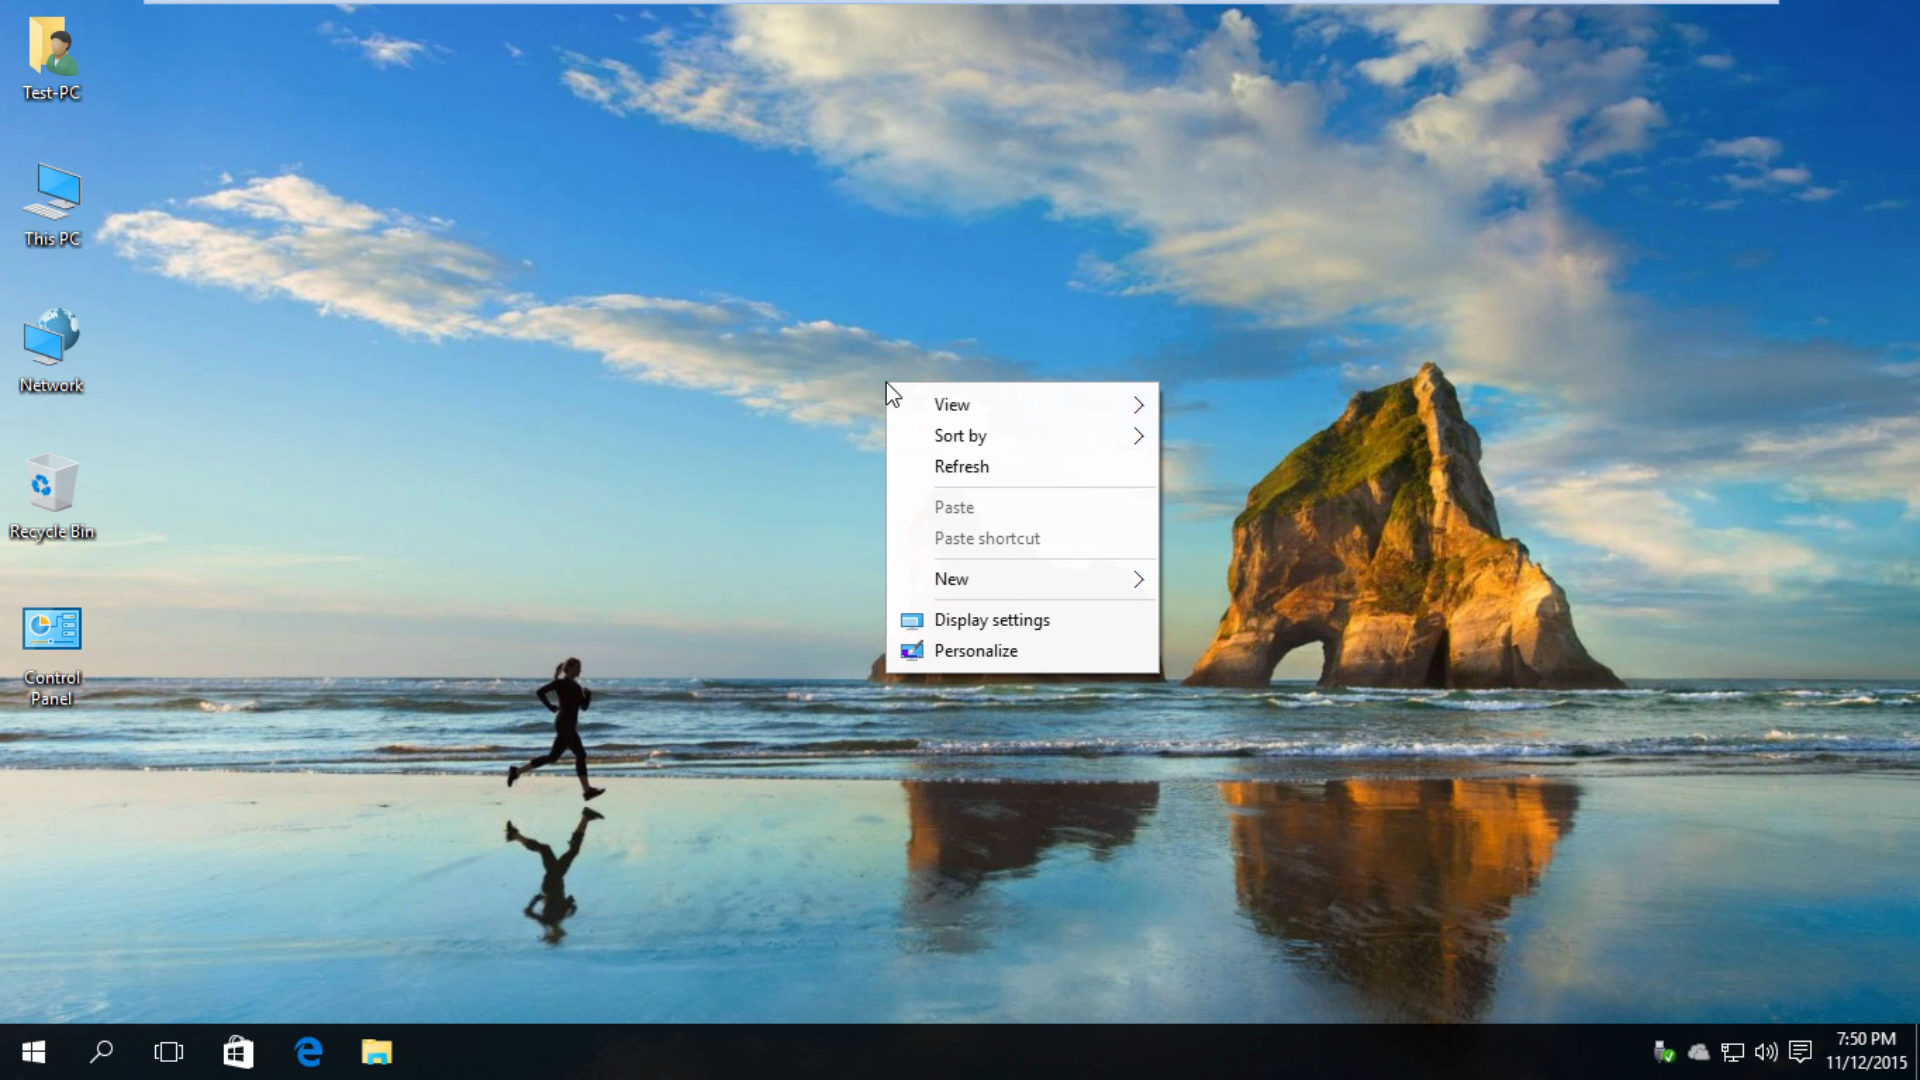 Test-PC
This PC
Network
Recycle Bin
Control
Panel
View
Sort by
Refresh
Paste
Paste shortcut
New
Display settings
Personalize
7:50 PM
11/12/2015